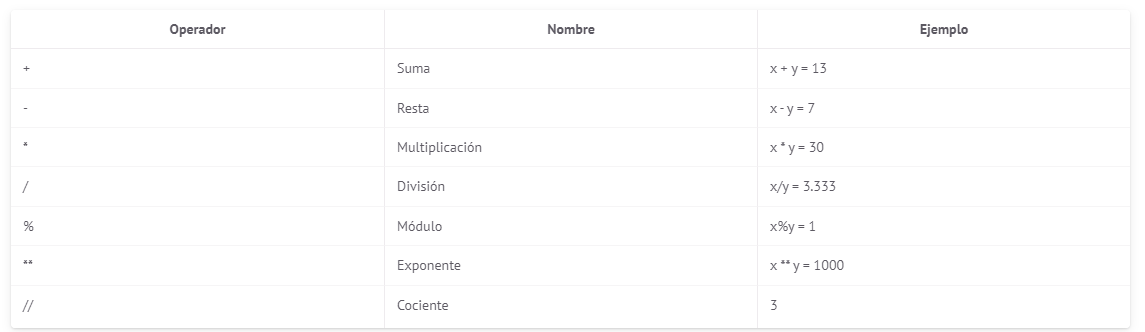 Operador Nombre Ejemplo
+ Suma x + y = 13
- Resta x - y = 7
* Multiplicación x * y = 30
/ División x/y = 3.333
% Módulo x%y = 1
** Exponente x ** y = 1000
// Cociente 3